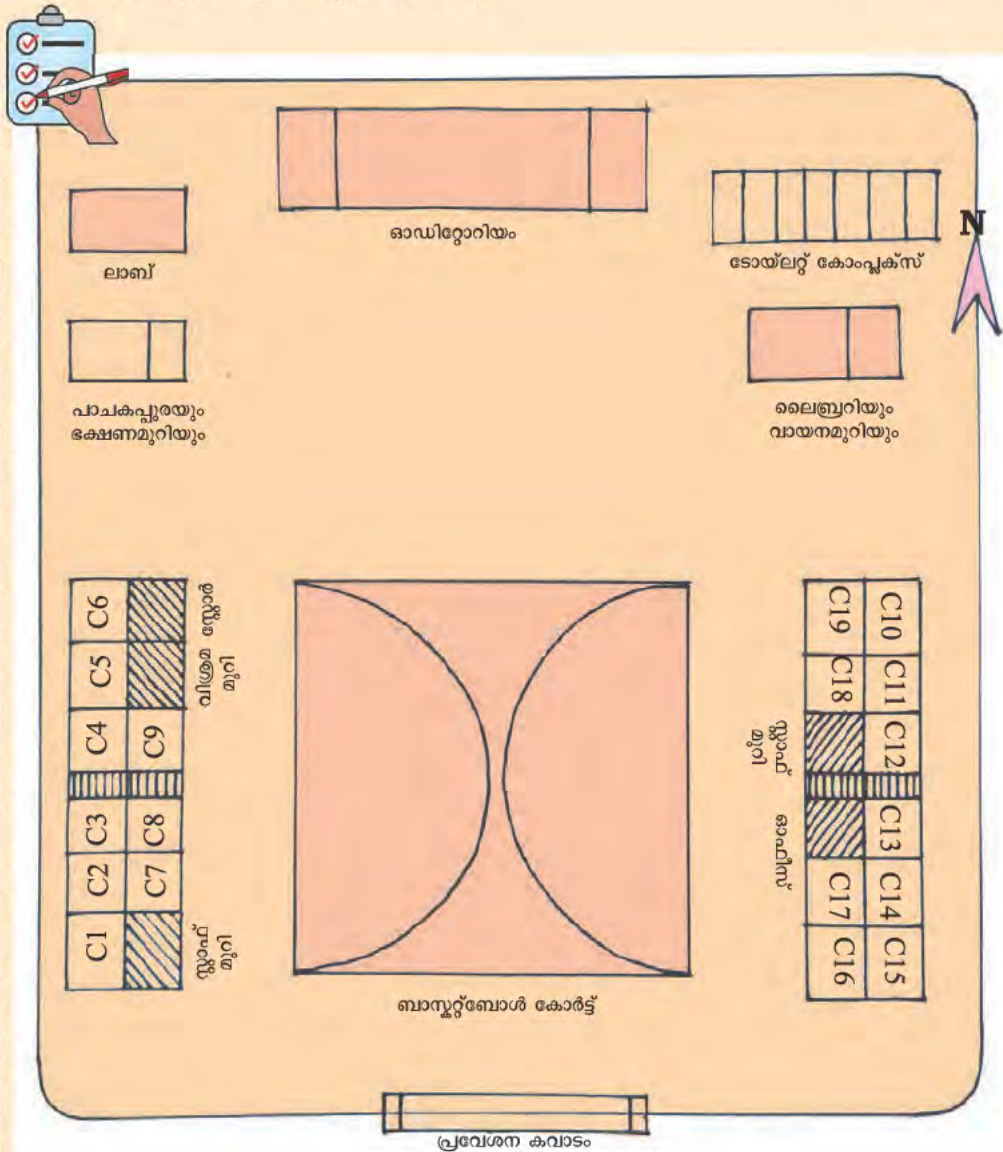 ഓഡിറ്റോറിയം
N
ലാബ്
ടോയ്‌ലറ്റ് കോംപ്ലക്സ്
പാചകപ്പുരയും
ഭക്ഷണമുറിയും
ലൈബ്രറിയും
വായനമുറിയും
C6
സ്റ്റോർ
C5
വിശ്രമ
മുറി
C4
C9
C3
C8
C2
C7
C1
സ്റ്റാഫ്
മുറി
C19
C10
C18
C11
സ്റ്റാഫ്
മുറി
C12
ഓഫീസ്
C13
C17
C14
C16
C15
ബാസ്കറ്റ്ബോൾ കോർട്ട്
പ്രവേശന കവാടം